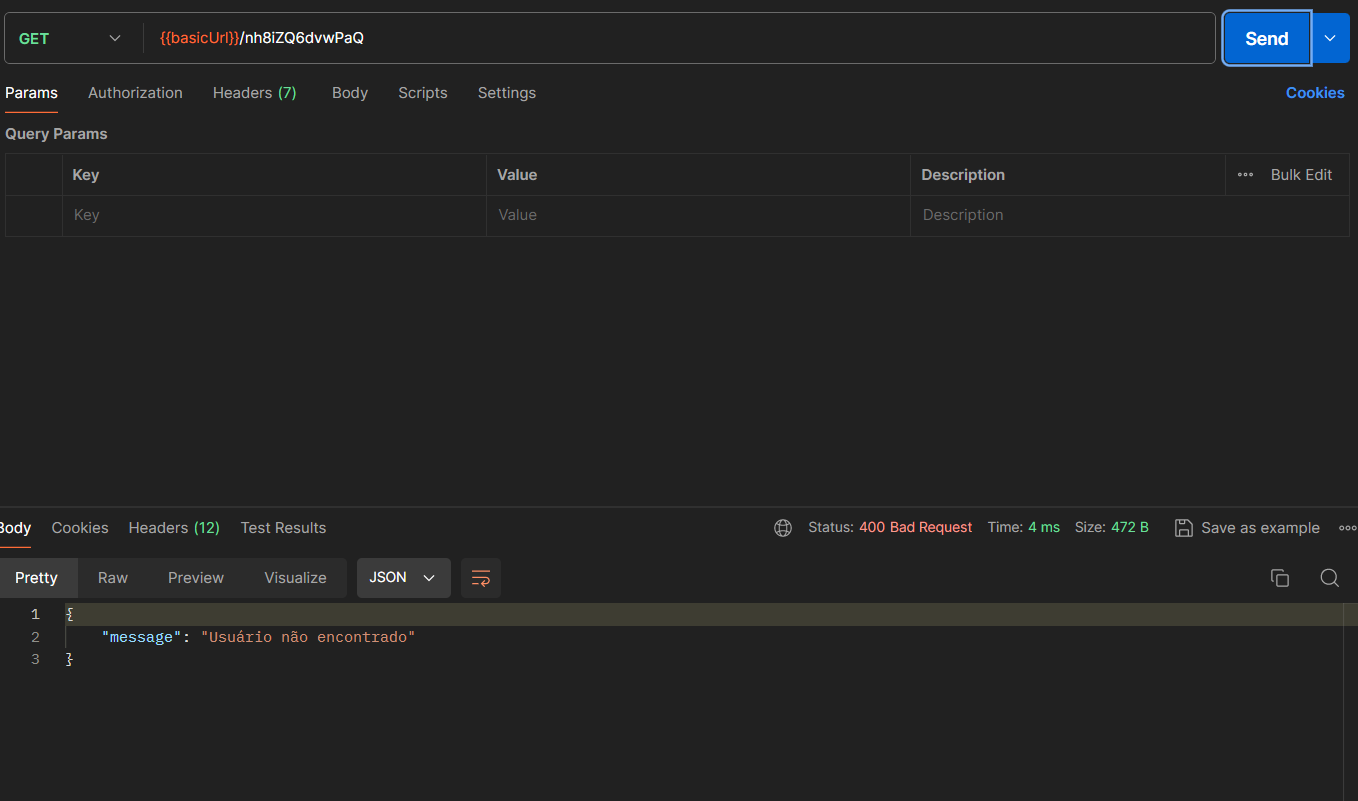 GET {{basicUrl}}/nh8iZQ6dvwPaQ Send
Params Authorization Headers (7) Body Scripts Settings Cookies
Query Params
Key Value Description Bulk Edit
Key Value Description
Body Cookies Headers (12) Test Results Status: 400 Bad Request Time: 4 ms Size: 472 B Save as example
Pretty Raw Preview Visualize JSON
1 {
2 "message": "Usuário não encontrado"
3 }